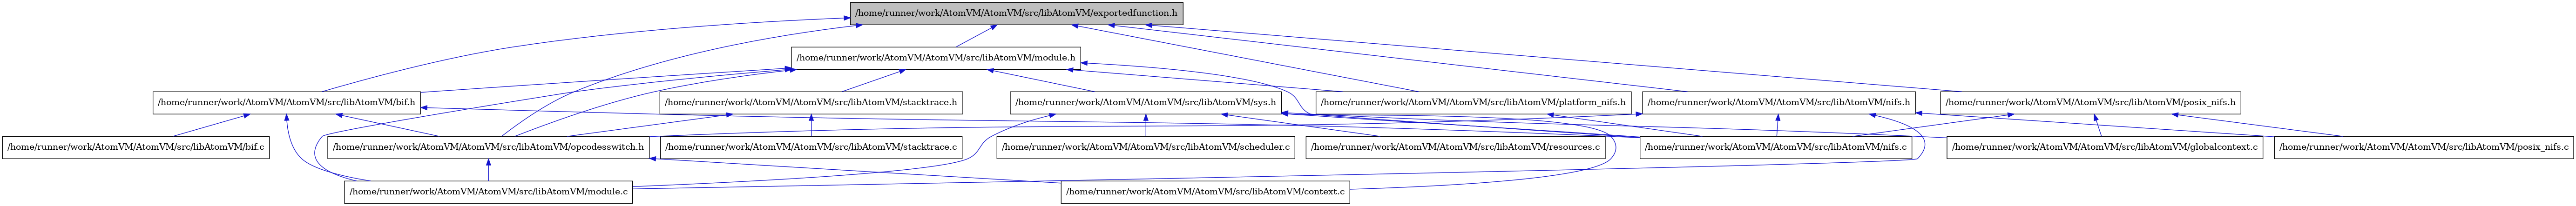 /home/runner/work/AtomVM/AtomVM/src/libAtomVM/exportedfunction.h
/home/runner/work/AtomVM/AtomVM/src/libAtomVM/module.h
/home/runner/work/AtomVM/AtomVM/src/libAtomVM/bif.h
/home/runner/work/AtomVM/AtomVM/src/libAtomVM/stacktrace.h
/home/runner/work/AtomVM/AtomVM/src/libAtomVM/sys.h
/home/runner/work/AtomVM/AtomVM/src/libAtomVM/platform_nifs.h
/home/runner/work/AtomVM/AtomVM/src/libAtomVM/nifs.h
/home/runner/work/AtomVM/AtomVM/src/libAtomVM/posix_nifs.h
/home/runner/work/AtomVM/AtomVM/src/libAtomVM/bif.c
/home/runner/work/AtomVM/AtomVM/src/libAtomVM/opcodesswitch.h
/home/runner/work/AtomVM/AtomVM/src/libAtomVM/stacktrace.c
/home/runner/work/AtomVM/AtomVM/src/libAtomVM/scheduler.c
/home/runner/work/AtomVM/AtomVM/src/libAtomVM/resources.c
/home/runner/work/AtomVM/AtomVM/src/libAtomVM/nifs.c
/home/runner/work/AtomVM/AtomVM/src/libAtomVM/globalcontext.c
/home/runner/work/AtomVM/AtomVM/src/libAtomVM/posix_nifs.c
/home/runner/work/AtomVM/AtomVM/src/libAtomVM/module.c
/home/runner/work/AtomVM/AtomVM/src/libAtomVM/context.c